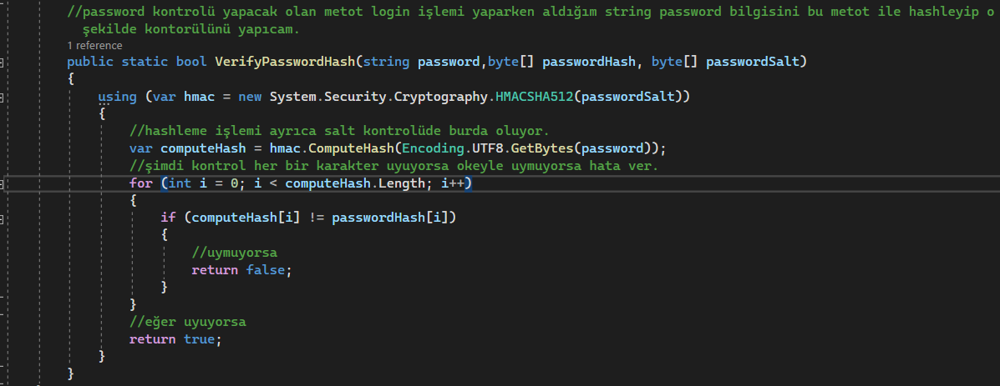 //password kontrolü yapacak olan metot login işlemi yaparken aldığım string password bilgisini bu metot ile hashleyip o
şekilde kontorülünü yapıcam.
1 reference
public static bool VerifyPasswordHash(string password,byte[] passwordHash, byte[] passwordSalt)
{
using (var hmac = new System.Security.Cryptography.HMACSHA512(passwordSalt))
{
//hashleme işlemi ayrıca salt kontrolüde burda oluyor.
var computeHash = hmac.ComputeHash(Encoding.UTF8.GetBytes(password));
//şimdi kontrol her bir karakter uyuyorsa okeyle uymuyorsa hata ver.
for (int i = 0; i < computeHash.Length; i++)
{
if (computeHash[i] != passwordHash[i])
{
//uymuyorsa
return false;
}
}
//eğer uyuyorsa
return true;
}
}